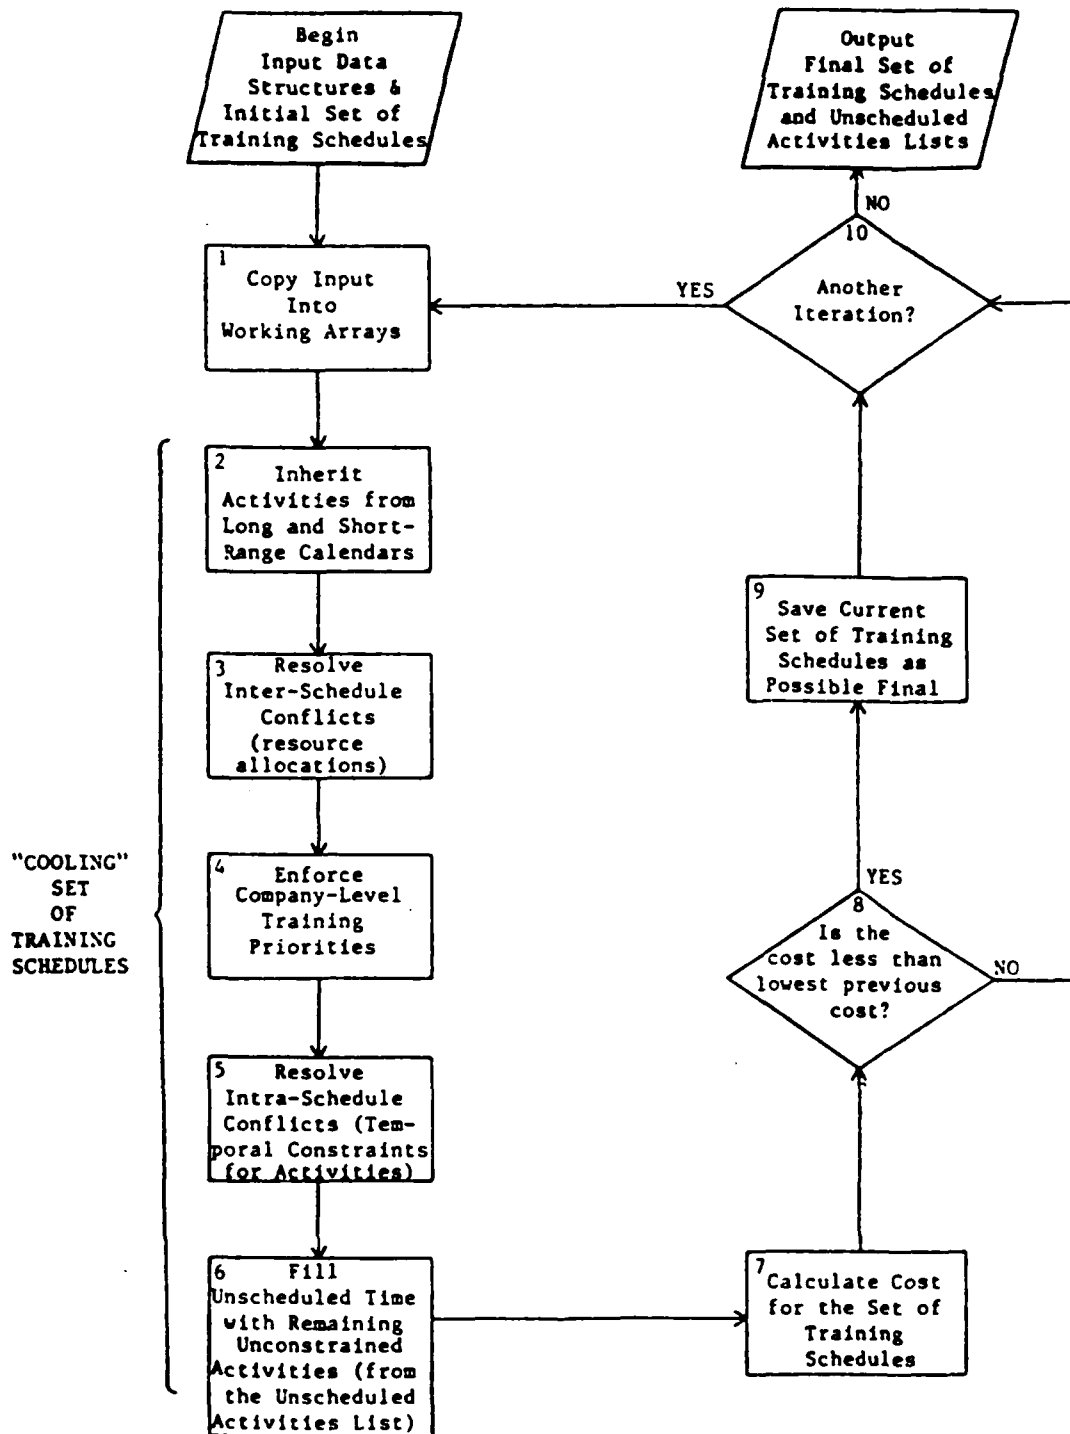 Begin
Input Data
Structures &
Initial Set of
Training Schedules
1
Copy Input
Into
Working Arrays
"COOLING"
SET
OF
TRAINING
SCHEDULES
2
Inherit
Activities from
Long and Short-
Range Calendars
3
Resolve
Inter-Schedule
Conflicts
(resource
allocations)
4
Enforce
Company-Level
Training
Priorities
5
Resolve
Intra-Schedule
Conflicts (Tem-
poral Constraints
for Activities)
6
Fill
Unscheduled Time
with Remaining
Unconstrained
Activities (from
the Unscheduled
Activities List)
7
Calculate Cost
for the Set of
Training
Schedules
8
Is the
cost less than
lowest previous
cost?
YES
NO
9
Save Current
Set of Training
Schedules as
Possible Final
10
Another
Iteration?
YES
NO
Output
Final Set of
Training Schedules
and Unscheduled
Activities Lists